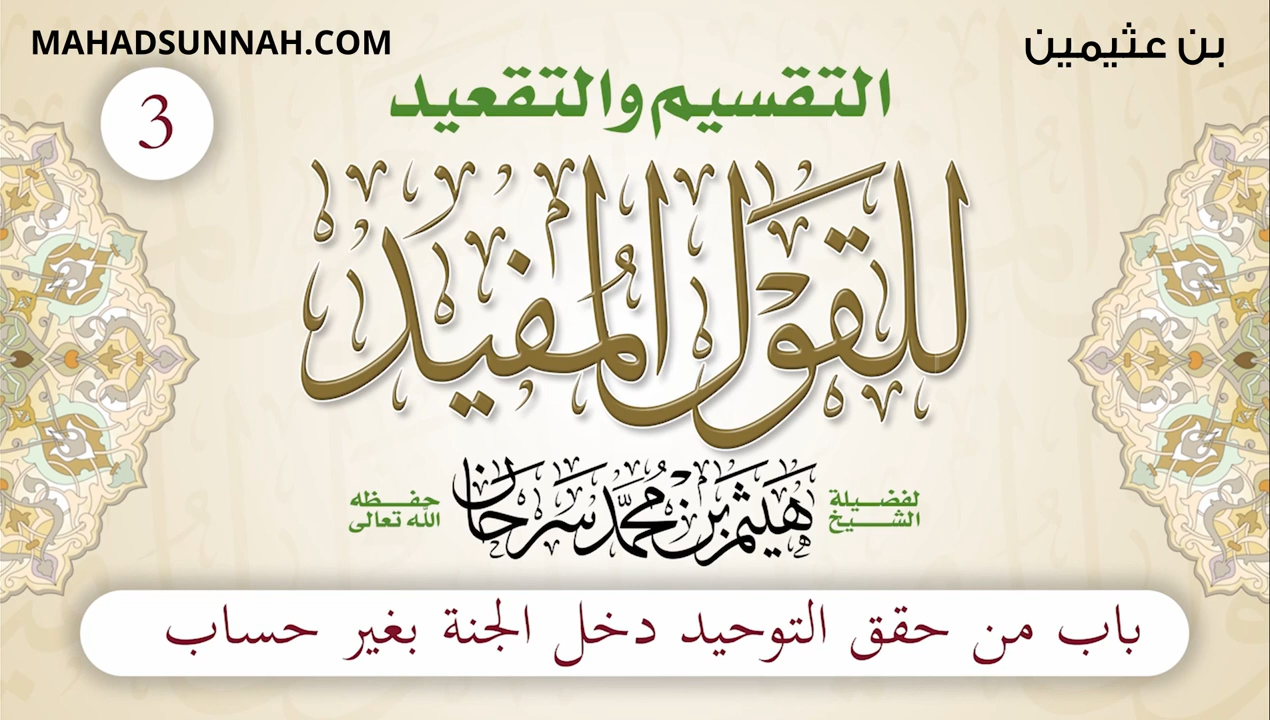 MAHADSUNNAH.COM
بن عثيمين
3
التقسيم والتقعيد
للقول المفيد
لفضيلة الشيخ
هيثم بن محمد سرحان
حفظه الله تعالى
باب من حقق التوحيد دخل الجنة بغير حساب